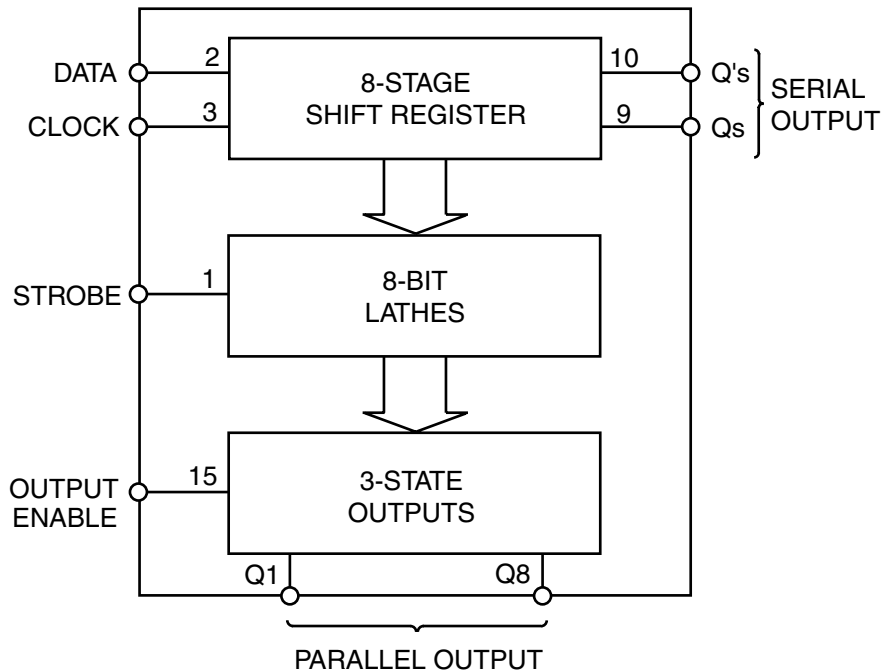 DATA
2
8-STAGE
SHIFT REGISTER
10
Q's
CLOCK
3
9
Qs
SERIAL
OUTPUT
STROBE
1
8-BIT
LATHES
OUTPUT
ENABLE
15
3-STATE
OUTPUTS
Q1
Q8
PARALLEL OUTPUT